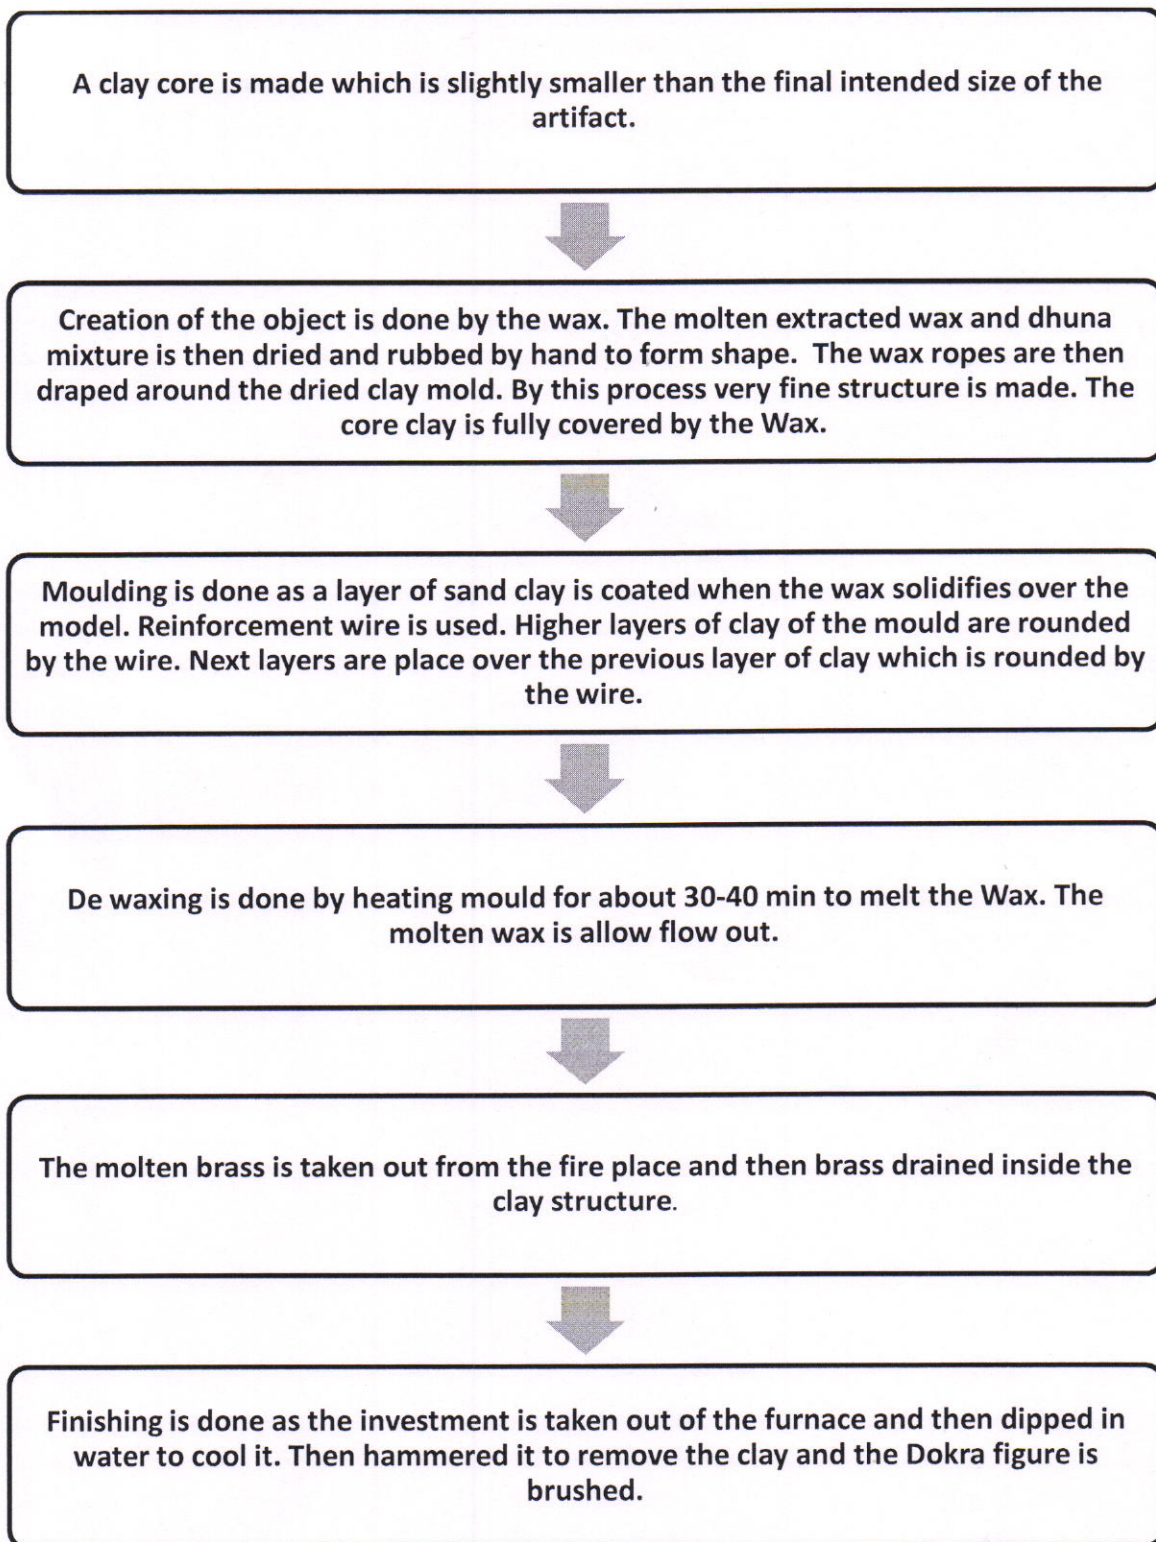 A clay core is made which is slightly smaller than the final intended size of the
artifact.
Creation of the object is done by the wax. The molten extracted wax and dhuna
mixture is then dried and rubbed by hand to form shape. The wax ropes are then
draped around the dried clay mold. By this process very fine structure is made. The
core clay is fully covered by the Wax.
Moulding is done as a layer of sand clay is coated when the wax solidifies over the
model. Reinforcement wire is used. Higher layers of clay of the mould are rounded
by the wire. Next layers are place over the previous layer of clay which is rounded by
the wire.
De waxing is done by heating mould for about 30-40 min to melt the Wax. The
molten wax is allow flow out.
The molten brass is taken out from the fire place and then brass drained inside the
clay structure.
Finishing is done as the investment is taken out of the furnace and then dipped in
water to cool it. Then hammered it to remove the clay and the Dokra figure is
brushed.